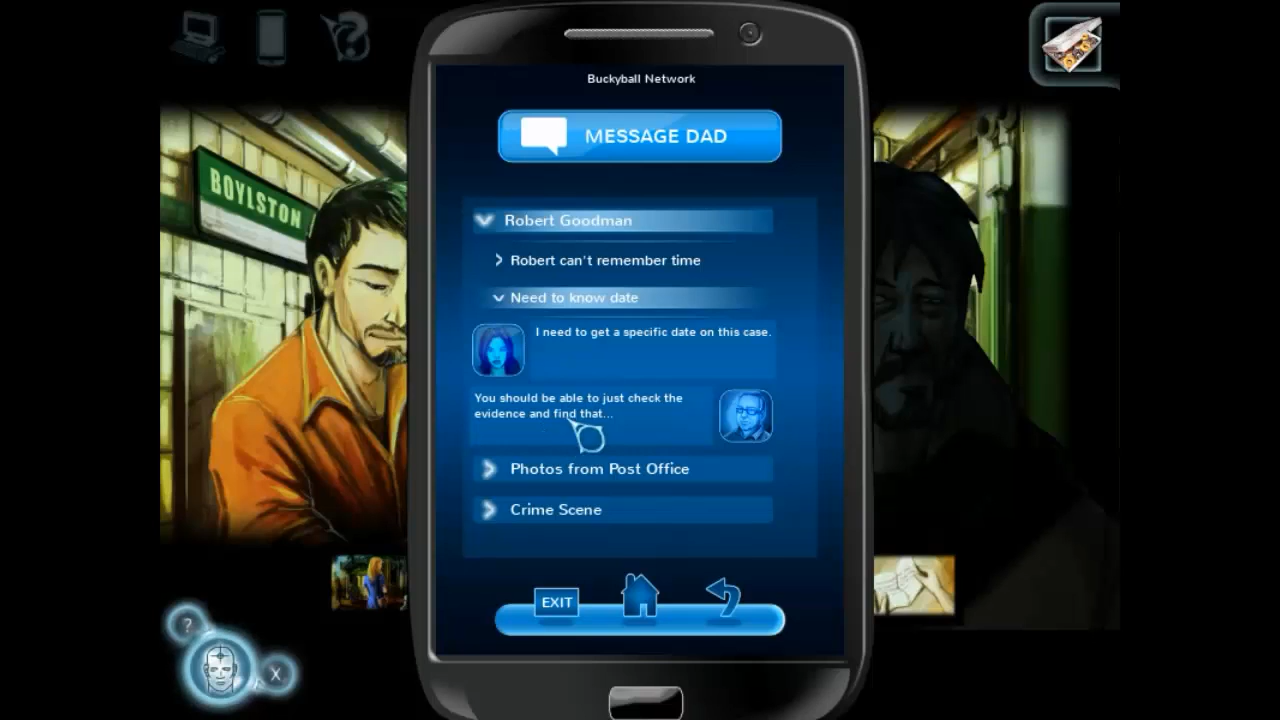 Buckyball Network
MESSAGE DAD
BOYLSTON
Robert Goodman
Robert can't remember time
Need to know date
I need to get a specific date on this case.
You should be able to just check the
evidence and find that...
Photos from Post Office
Crime Scene
EXIT
?
X